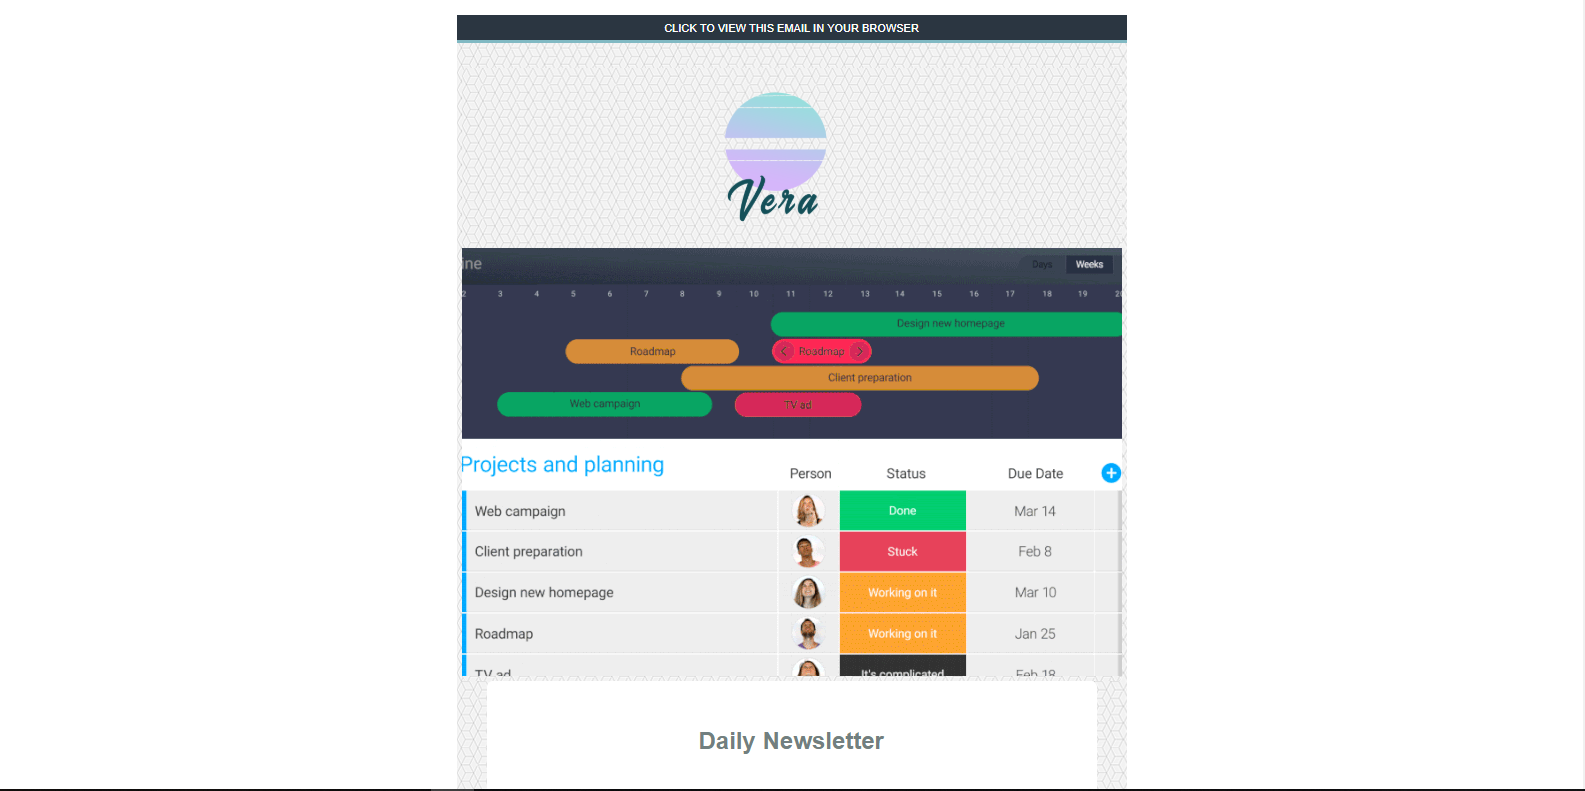 CLICK TO VIEW THIS EMAIL IN YOUR BROWSER
Vera
ine
Days Weeks
2 3 4 5 6 7 8 9 10 11 12 13 14 15 16 17 18 19 20
Design new homepage
Roadmap < Roadmap >
Client preparation
Web campaign TV ad
Projects and planning
Person Status Due Date +
Web campaign Done Mar 14
Client preparation Stuck Feb 8
Design new homepage Working on it Mar 10
Roadmap Working on it Jan 25
TV ad It's complicated Feb 18
Daily Newsletter